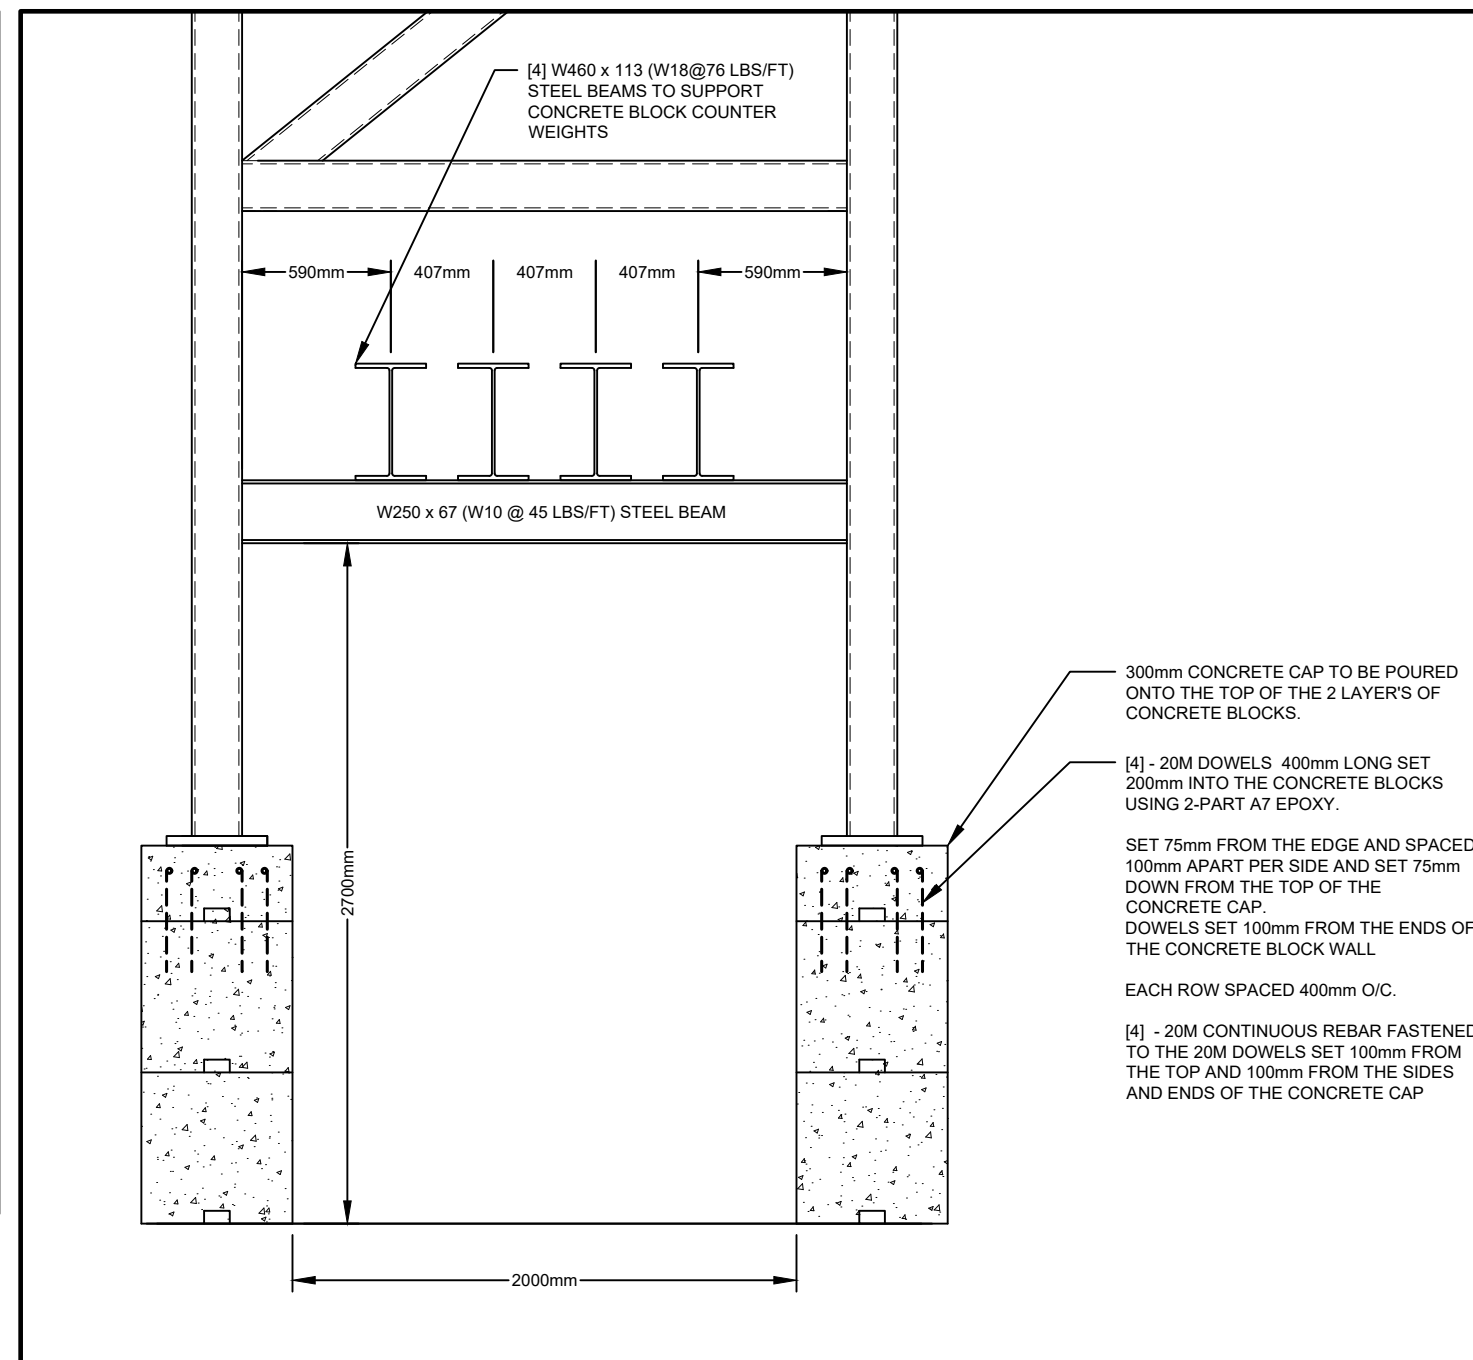 [4] W460 x 113 (W18@76 LBS/FT)
STEEL BEAMS TO SUPPORT
CONCRETE BLOCK COUNTER
WEIGHTS
590mm 407mm 407mm 407mm 590mm
W250 x 67 (W10 @ 45 LBS/FT) STEEL BEAM
300mm CONCRETE CAP TO BE POURED
ONTO THE TOP OF THE 2 LAYER'S OF
CONCRETE BLOCKS.
[4] - 20M DOWELS 400mm LONG SET
200mm INTO THE CONCRETE BLOCKS
USING 2-PART A7 EPOXY.
SET 75mm FROM THE EDGE AND SPACED
100mm APART PER SIDE AND SET 75mm
DOWN FROM THE TOP OF THE
CONCRETE CAP.
DOWELS SET 100mm FROM THE ENDS OF
THE CONCRETE BLOCK WALL
EACH ROW SPACED 400mm O/C.
[4] - 20M CONTINUOUS REBAR FASTENED
TO THE 20M DOWELS SET 100mm FROM
THE TOP AND 100mm FROM THE SIDES
AND ENDS OF THE CONCRETE CAP
2700mm
2000mm